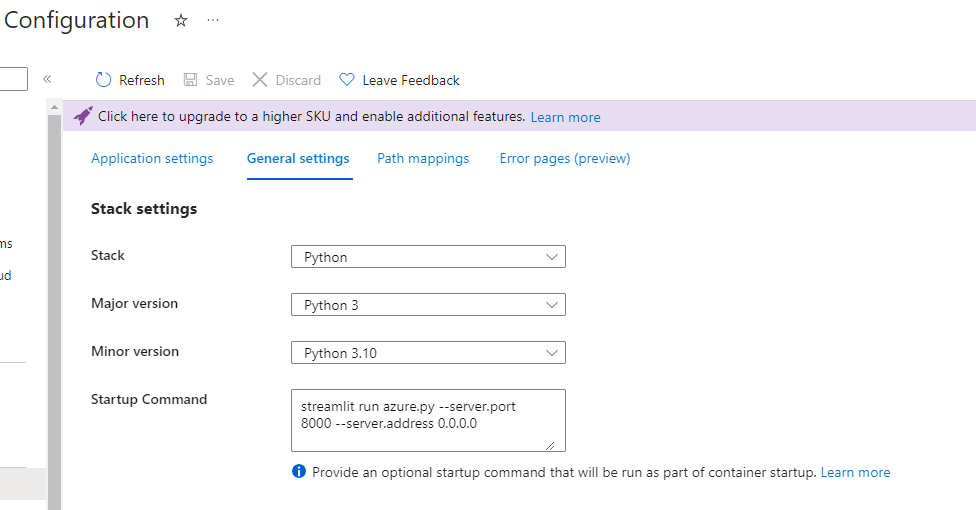 Configuration
Refresh Save Discard Leave Feedback
Click here to upgrade to a higher SKU and enable additional features. Learn more
Application settings General settings Path mappings Error pages (preview)
Stack settings
ms
Stack Python
ud
Major version Python 3
Minor version Python 3.10
Startup Command
streamlit run azure.py --server.port
8000 --server.address 0.0.0.0
Provide an optional startup command that will be run as part of container startup. Learn more